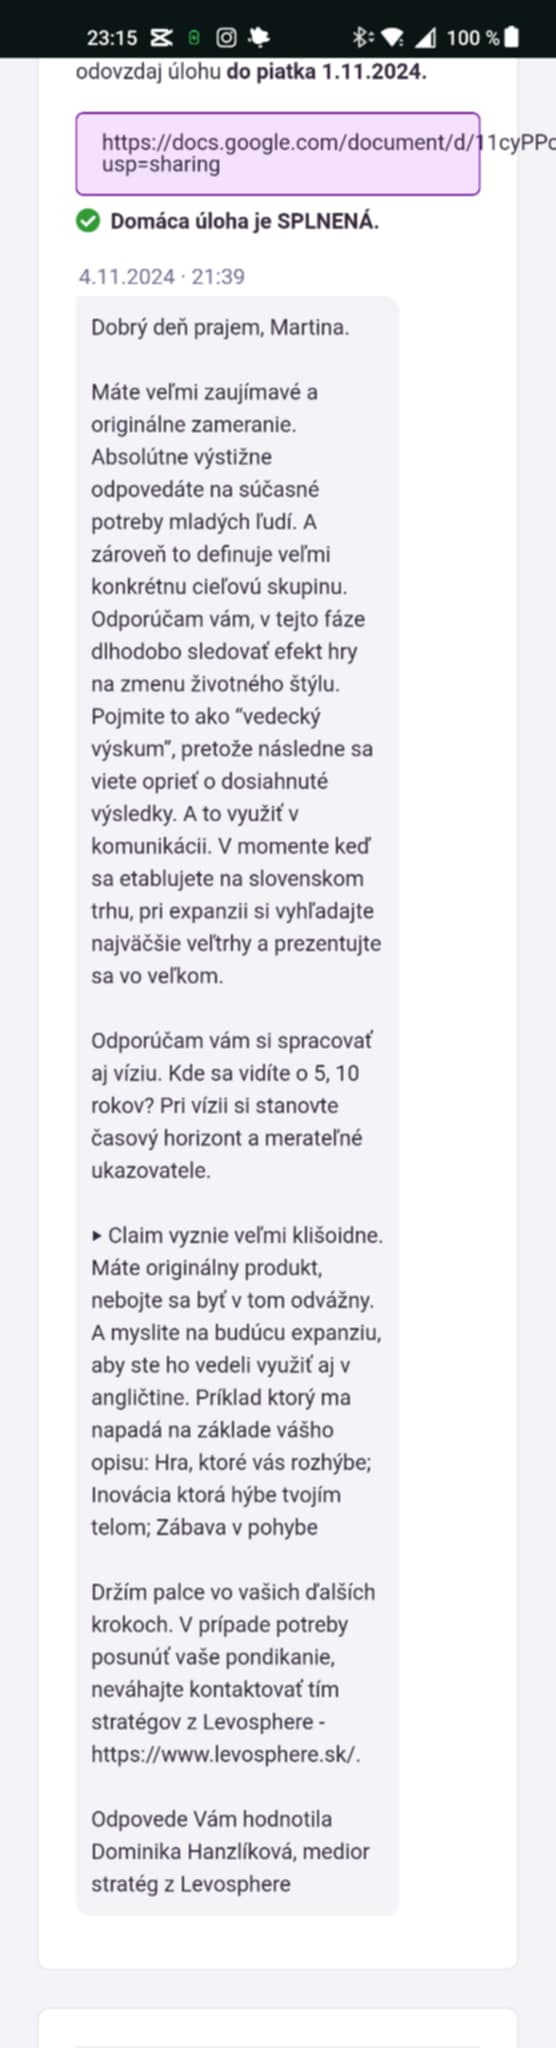 23:15
100 %
odovzdaj úlohu do piatka 1.11.2024.
https://docs.google.com/document/d/11cyPPc
usp=sharing
Domáca úloha je SPLNENÁ.
4.11.2024 · 21:39
Dobrý deň prajem, Martina.
Máte veľmi zaujímavé a
originálne zameranie.
Absolútne výstižne
odpovedáte na súčasné
potreby mladých ľudí. A
zároveň to definuje veľmi
konkrétnu cieľovú skupinu.
Odporúčam vám, v tejto fáze
dlhodobo sledovať efekt hry
na zmenu životného štýlu.
Pojmite to ako “vedecký
výskum”, pretože následne sa
viete oprieť o dosiahnuté
výsledky. A to využiť v
komunikácii. V momente keď
sa etablujete na slovenskom
trhu, pri expanzii si vyhľadajte
najväčšie veľtrhy a prezentujte
sa vo veľkom.
Odporúčam vám si spracovať
aj víziu. Kde sa vidíte o 5, 10
rokov? Pri vízii si stanovte
časový horizont a merateľné
ukazovatele.
▸ Claim vyznie veľmi klišoidne.
Máte originálny produkt,
nebojte sa byť v tom odvážny.
A myslite na budúcu expanziu,
aby ste ho vedeli využiť aj v
angličtine. Príklad ktorý ma
napadá na základe vášho
opisu: Hra, ktoré vás rozhýbe;
Inovácia ktorá hýbe tvojím
telom; Zábava v pohybe
Držím palce vo vašich ďalších
krokoch. V prípade potreby
posunúť vaše pondikanie,
neváhajte kontaktovať tím
stratégov z Levosphere -
https://www.levosphere.sk/.
Odpovede Vám hodnotila
Dominika Hanzlíková, medior
stratég z Levosphere